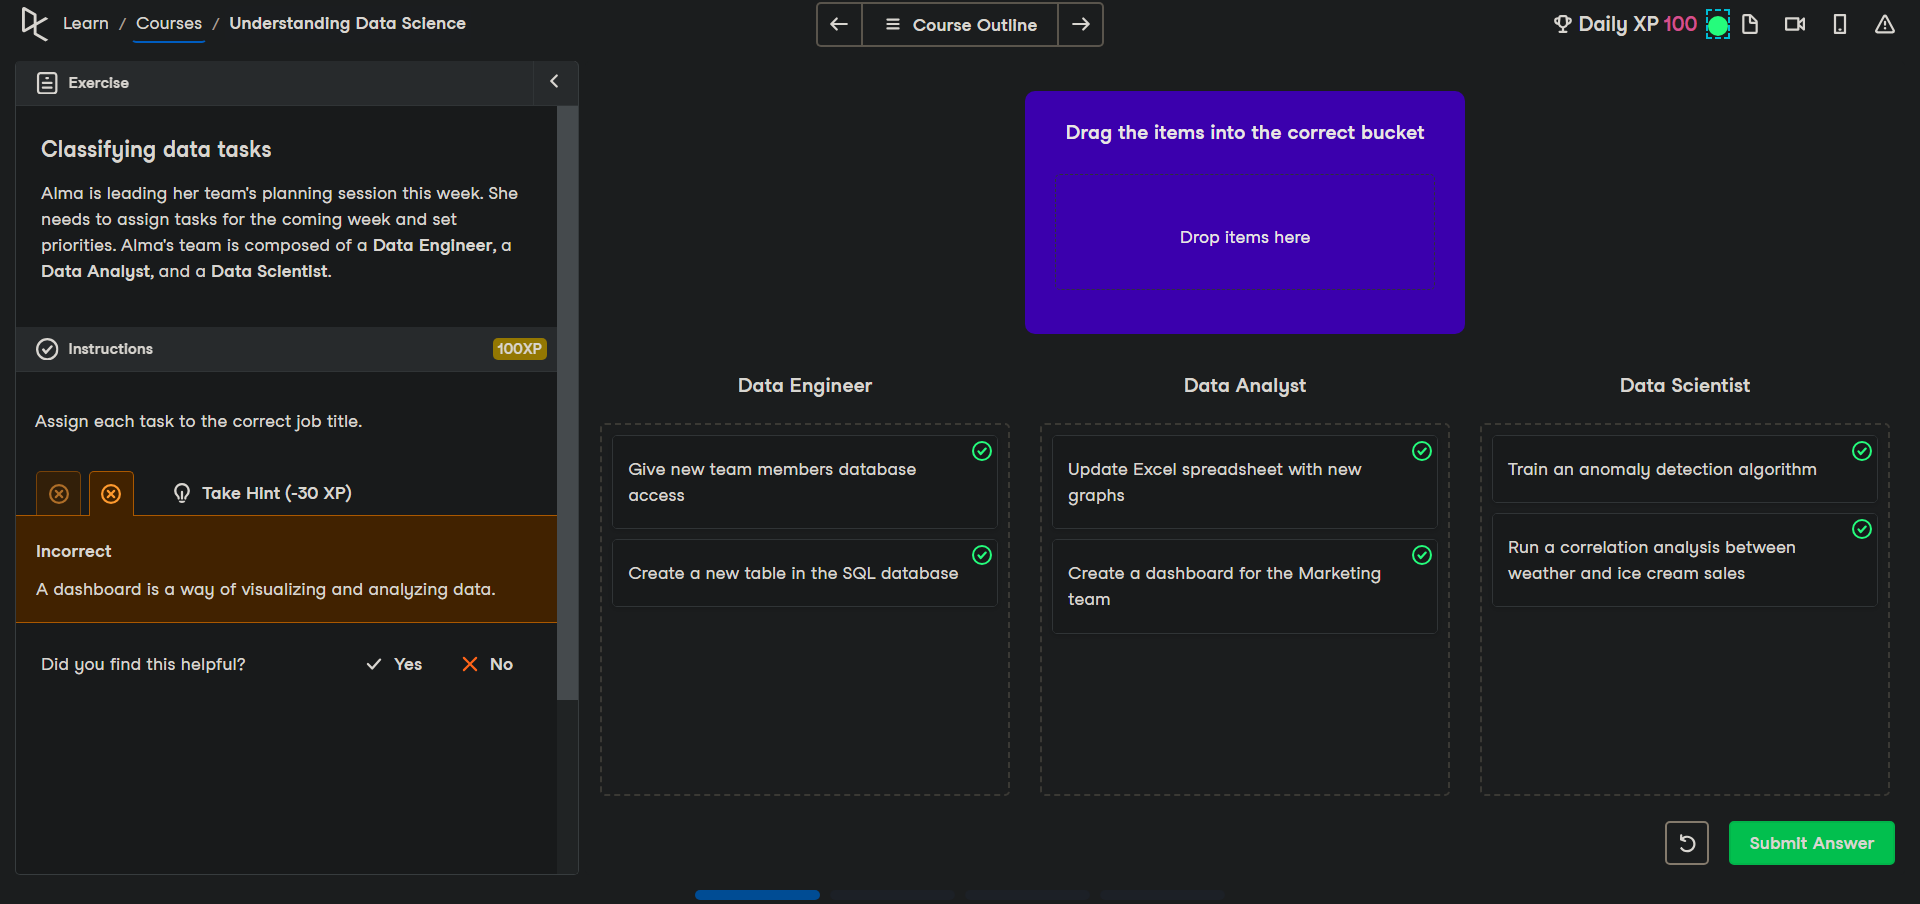 Learn / Courses / Understanding Data Science
Course Outline
Daily XP 100
Exercise
Classifying data tasks
Alma is leading her team's planning session this week. She
needs to assign tasks for the coming week and set
priorities. Alma's team is composed of a Data Engineer, a
Data Analyst, and a Data Scientist.
Instructions
100XP
Assign each task to the correct job title.
Take Hint (-30 XP)
Incorrect
A dashboard is a way of visualizing and analyzing data.
Did you find this helpful?
Yes
No
Drag the items into the correct bucket
Drop items here
Data Engineer
Give new team members database
access
Create a new table in the SQL database
Data Analyst
Update Excel spreadsheet with new
graphs
Create a dashboard for the Marketing
team
Data Scientist
Train an anomaly detection algorithm
Run a correlation analysis between
weather and ice cream sales
Submit Answer